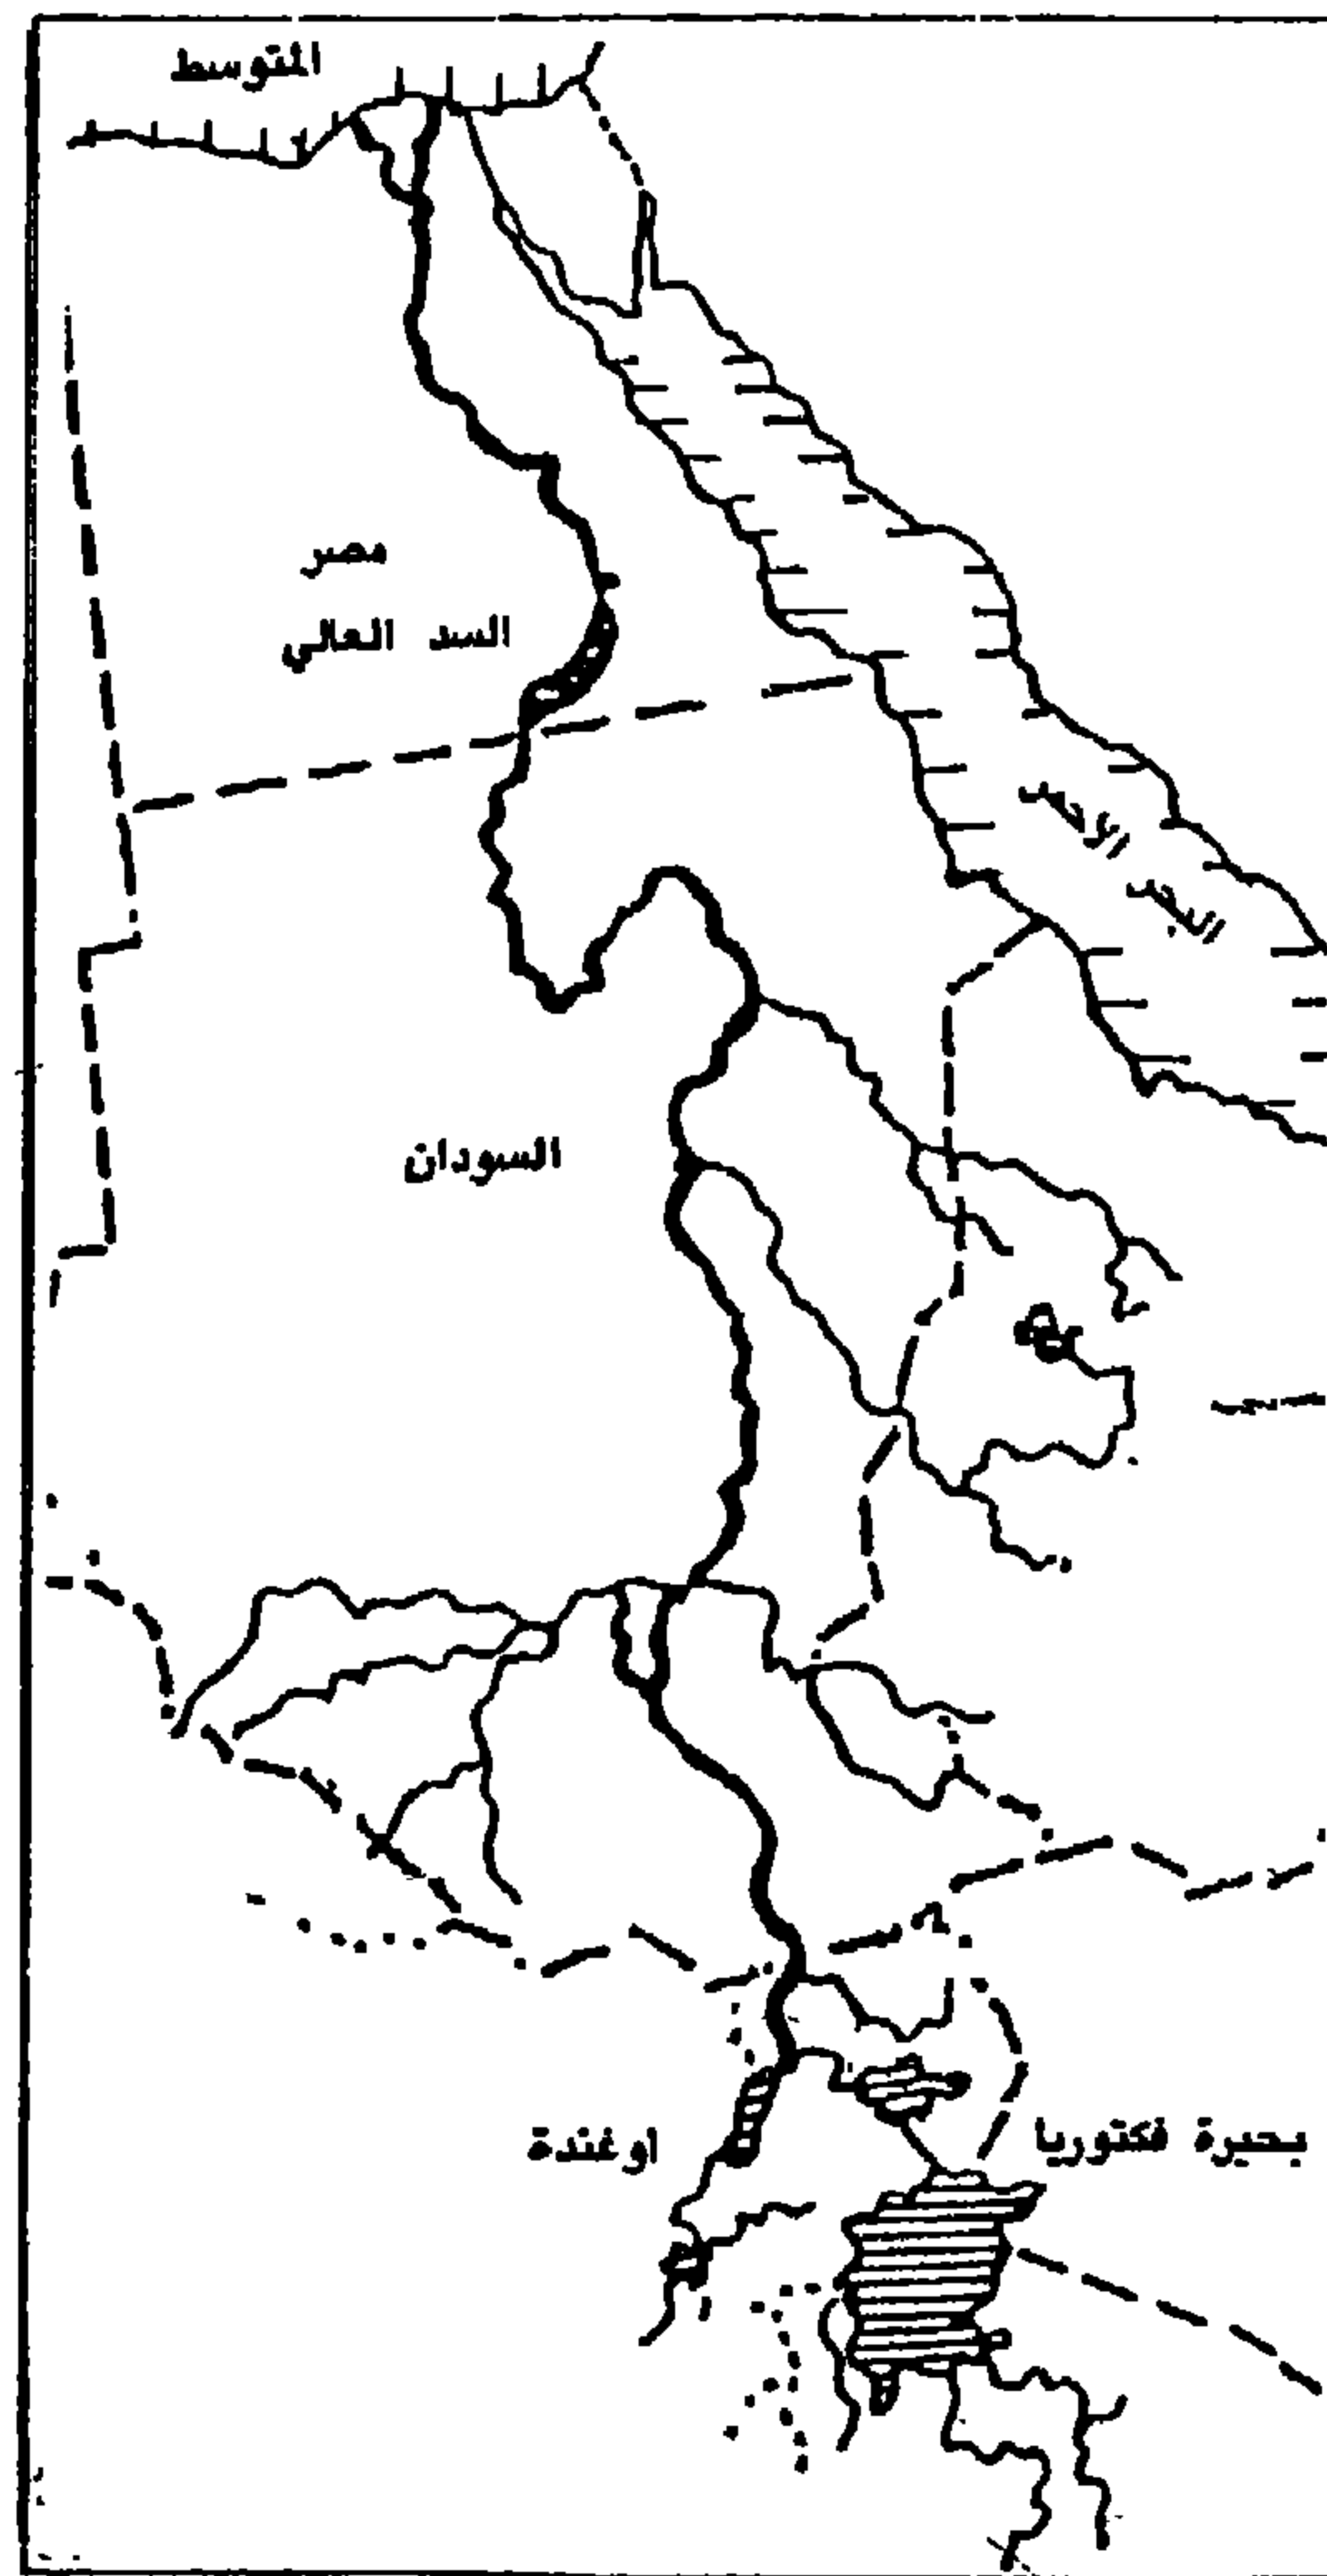 المتوسط
مصر
السد العالي
البحر الأحمر
السودان
اوغندة
بحيرة فكتوريا